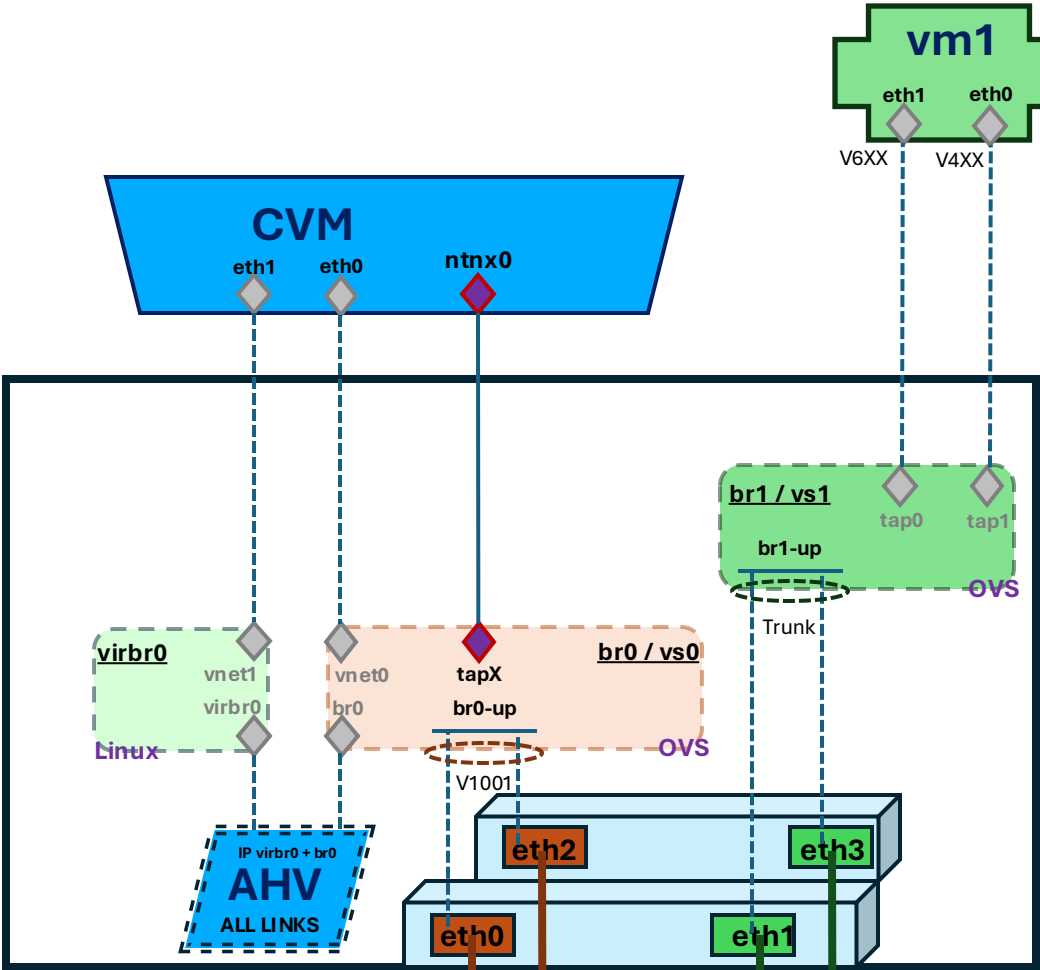 vm1
eth1
eth0
V6XX
V4XX
CVM
eth1
eth0
ntnx0
br1 / vs1
tap0
tap1
br1-up
OVS
Trunk
virbr0
vnet1
virbr0
Linux
vnet0
br0
tapX
br0-up
br0 / vs0
OVS
V1001
IP virbr0 + br0
AHV
ALL LINKS
eth2
eth3
eth0
eth1